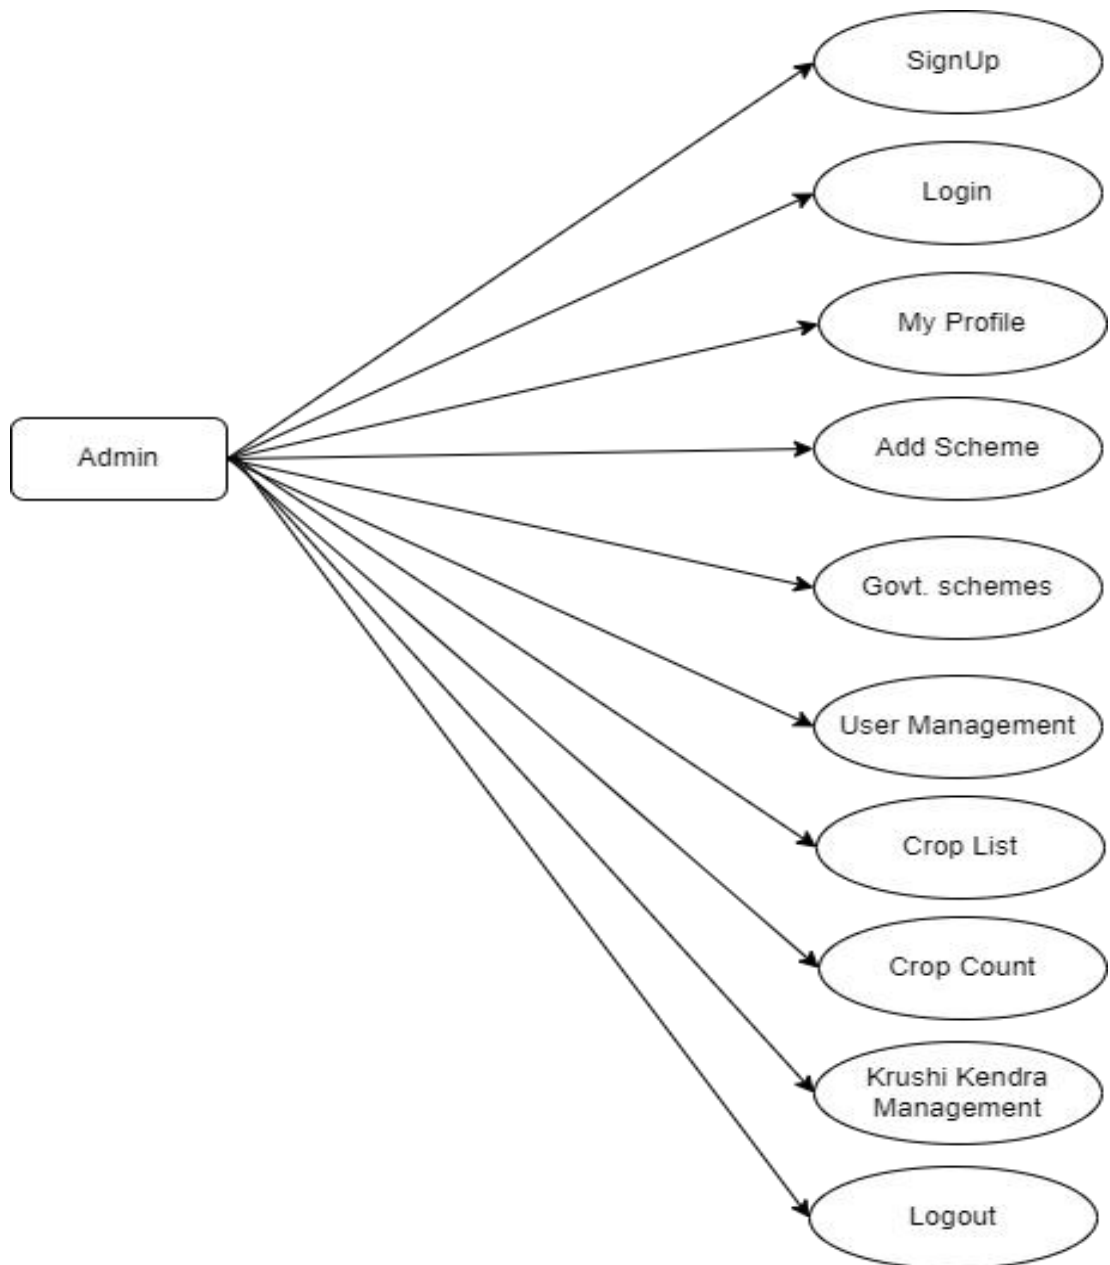 SignUp
Login
My Profile
Admin
Add Scheme
Govt. schemes
User Management
Crop List
Crop Count
Krushi Kendra
Management
Logout